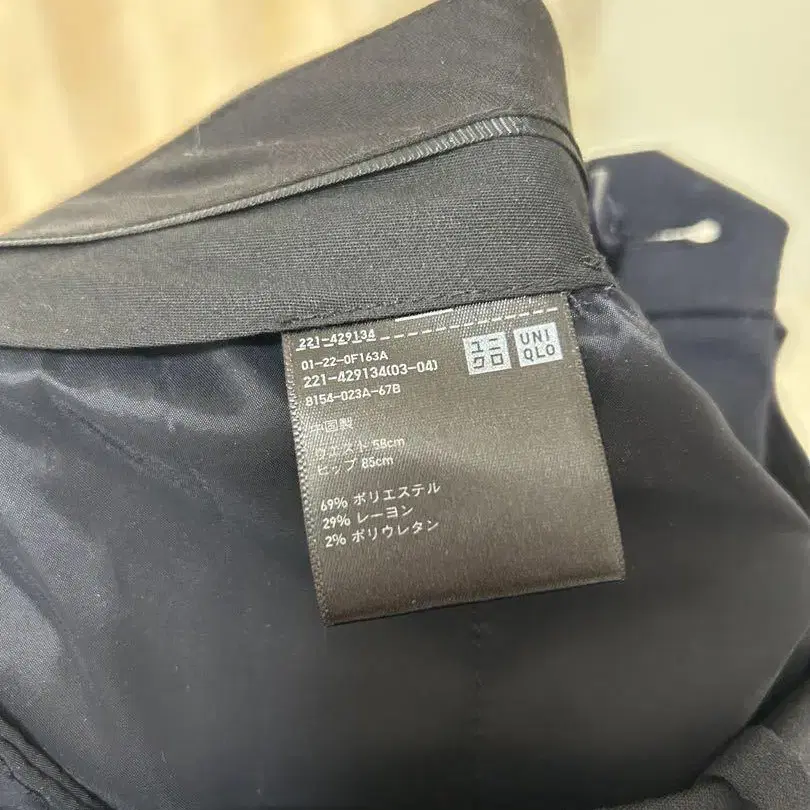 221-429134
01-22-0F163A
221-429134(03-04)
8154-023A-67B
ユニ
クロ
UNI
QLO
中国製
ウエスト 58cm
ヒップ 85cm
69% ポリエステル
29% レーヨン
2% ポリウレタン